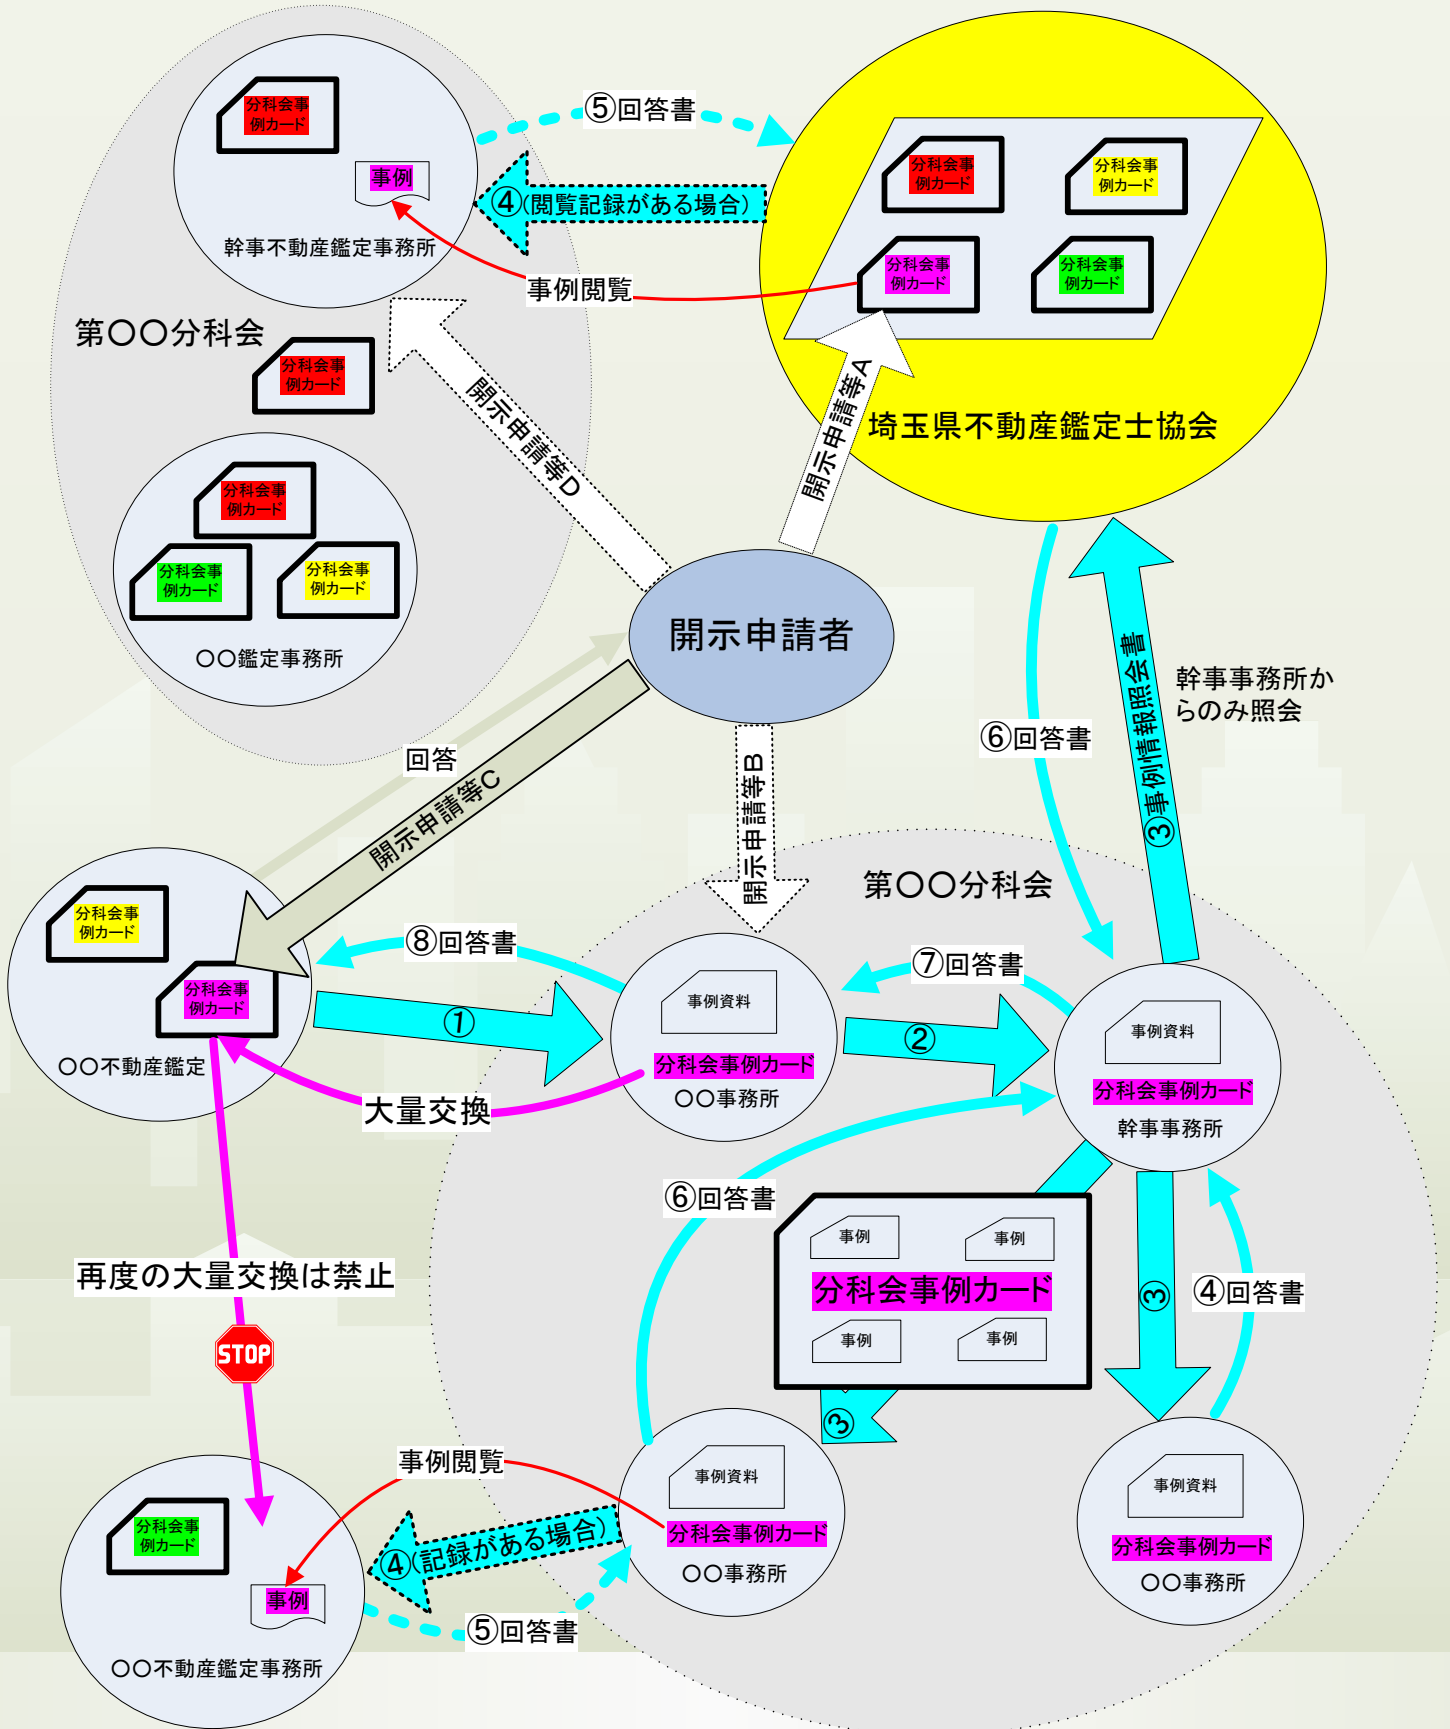 分科会事
例カード
事例
幹事不動産鑑定事務所
⑤回答書
④(閲覧記録がある場合)
事例閲覧
分科会事
例カード
分科会事
例カード
分科会事
例カード
分科会事
例カード
埼玉県不動産鑑定士協会
第〇〇分科会
分科会事
例カード
分科会事
例カード
分科会事
例カード
分科会事
例カード
〇〇鑑定事務所
開示申請等D
開示申請等A
開示申請者
回答
開示申請等C
開示申請等B
⑥回答書
③事例情報照会書
幹事事務所か
らのみ照会
第〇〇分科会
分科会事
例カード
分科会事
例カード
〇〇不動産鑑定
⑧回答書
①
大量交換
事例資料
分科会事例カード
〇〇事務所
⑦回答書
②
事例資料
分科会事例カード
幹事事務所
⑥回答書
事例
事例
分科会事例カード
事例
事例
③
③
④回答書
再度の大量交換は禁止
STOP
事例閲覧
④(記録がある場合)
⑤回答書
事例資料
分科会事例カード
〇〇事務所
事例資料
分科会事例カード
〇〇事務所
分科会事
例カード
事例
〇〇不動産鑑定事務所